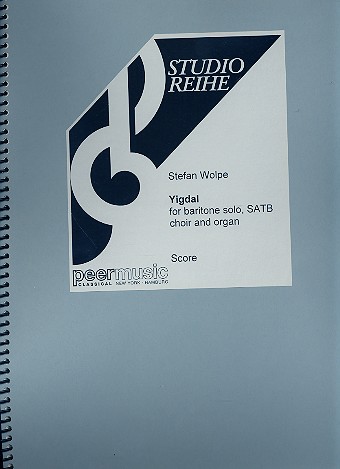 STUDIO
REIHE
Stefan Wolpe
Yigdal
for baritone solo, SATB
choir and organ
Score
peermusic
CLASSICAL NEW YORK · HAMBURG